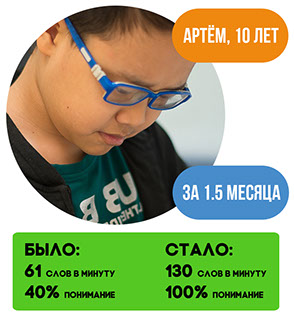 АРТЁМ, 10 ЛЕТ
ЗА 1.5 МЕСЯЦА
БЫЛО:
61 СЛОВ В МИНУТУ
40% ПОНИМАНИЕ
СТАЛО:
130 СЛОВ В МИНУТУ
100% ПОНИМАНИЕ